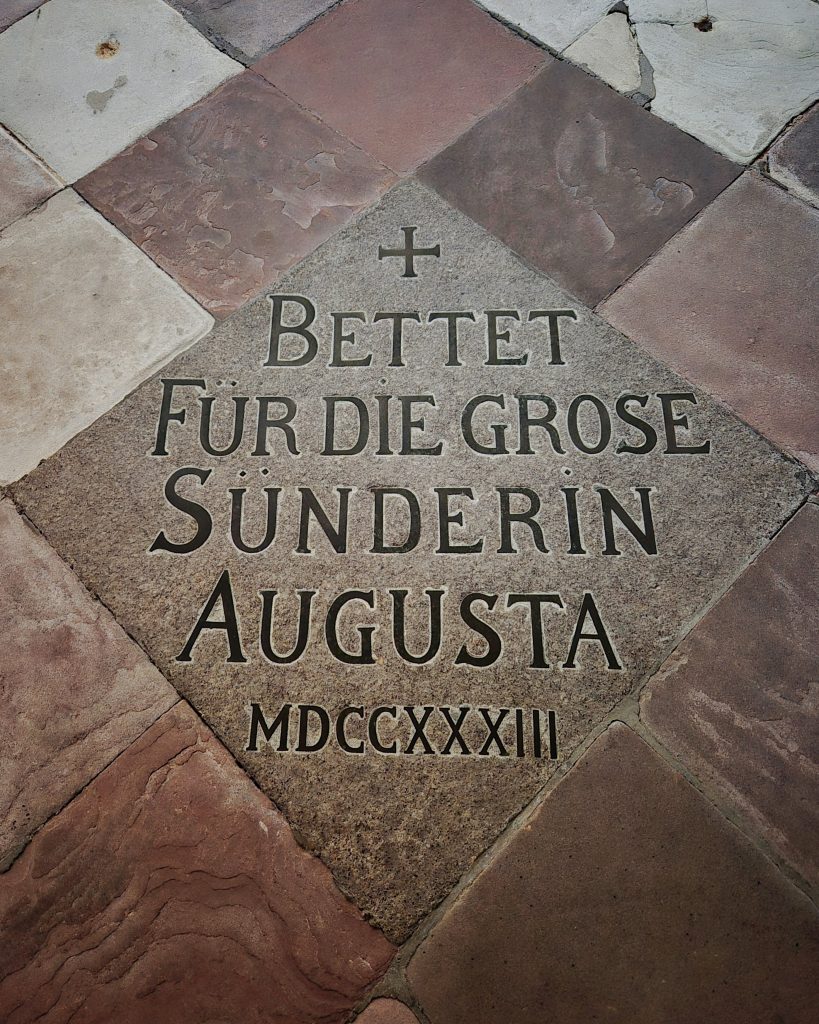 +
BETTET
FÜR DIE GROSE
SÜNDERIN
AUGUSTA
MDCCXXXIII